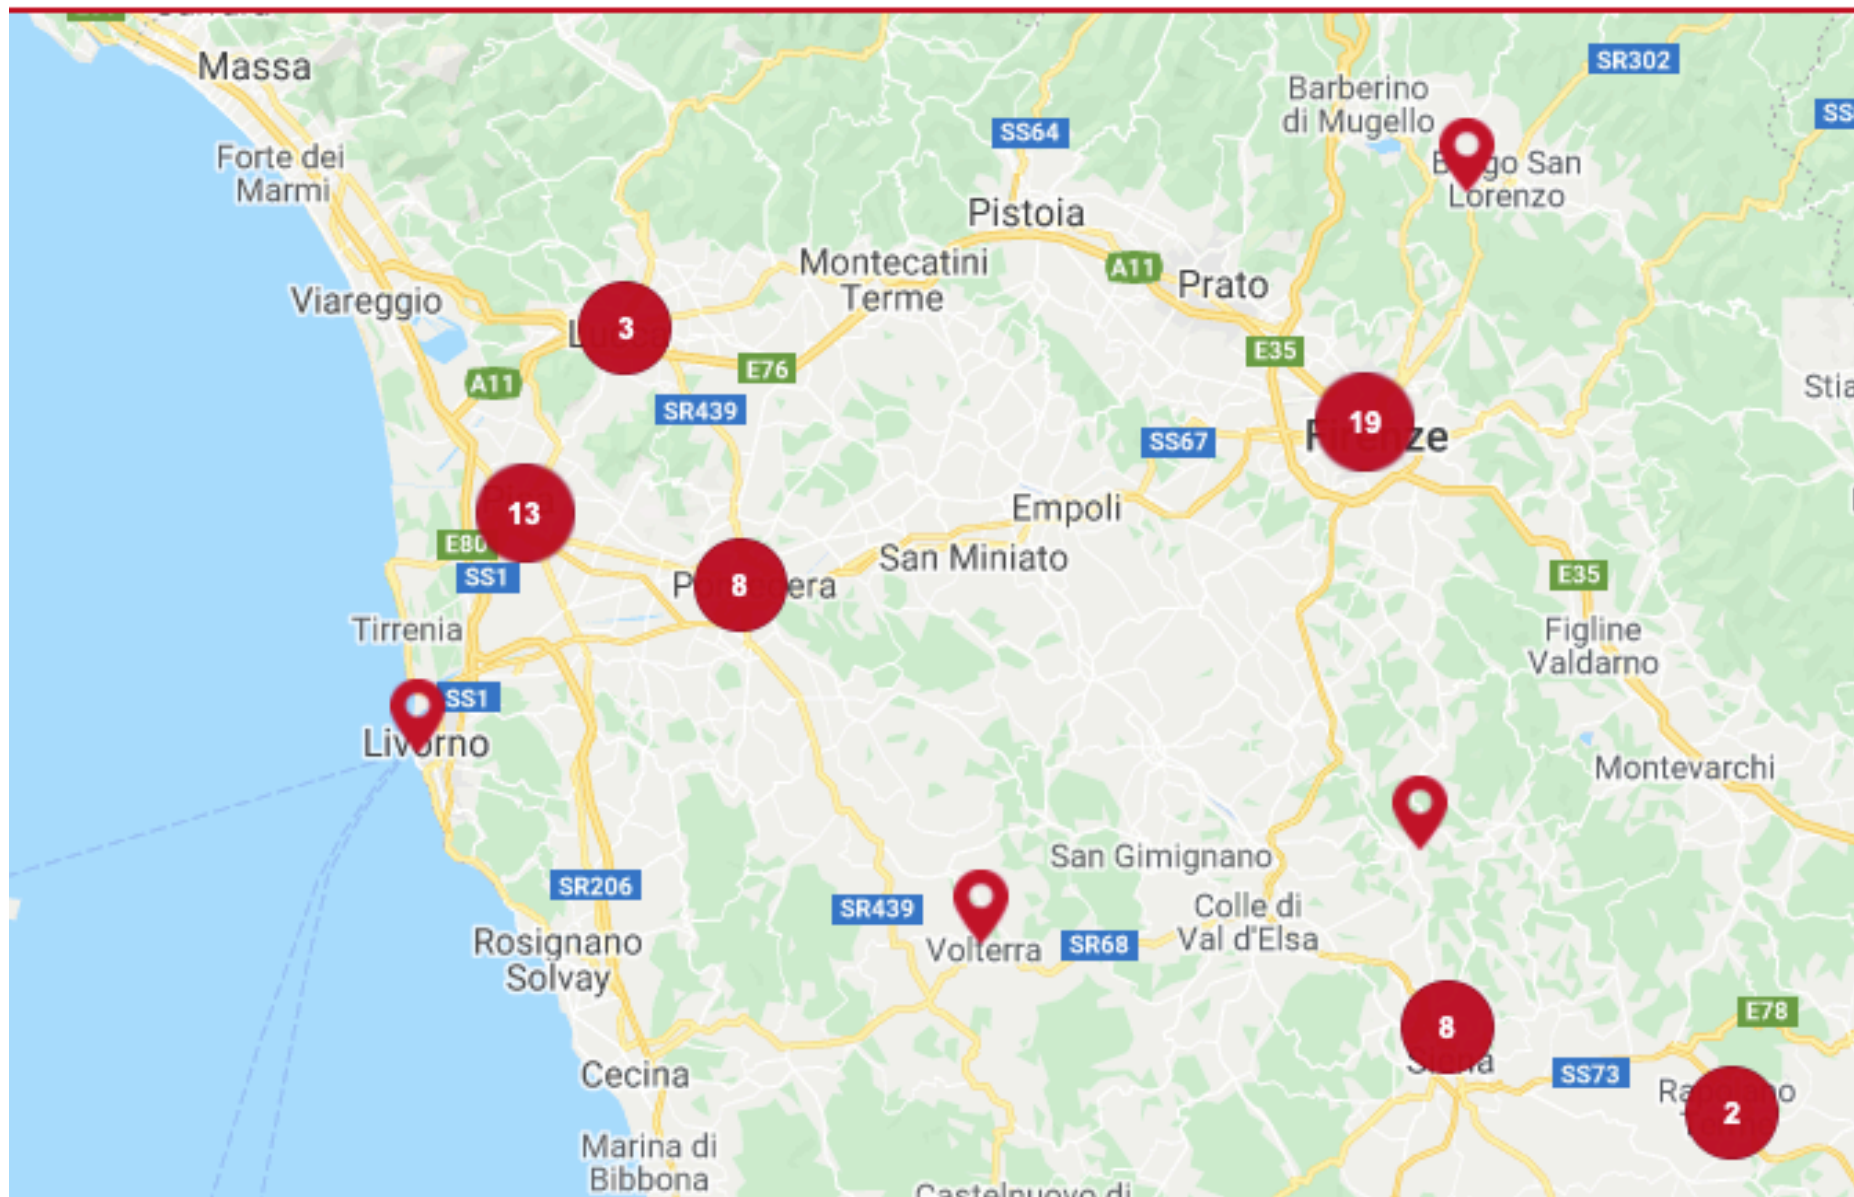 Massa
SR302
Barberino
di Mugello
SS64
Forte dei
Marmi
San
Lorenzo
Pistoia
Montecatini
Terme
A11
Prato
Viareggio
3
E35
E76
A11
SR439
Stia
19
SS67
Empoli
13
E80
San Miniato
SS1
8
E35
Tirrenia
Figline
Valdarno
SS1
Livorno
Montevarchi
San Gimignano
SR206
SR439
Colle di
Val d'Elsa
Rosignano
Solvay
Volterra
SR68
E78
8
Cecina
SS73
2
Marina di
Bibbona